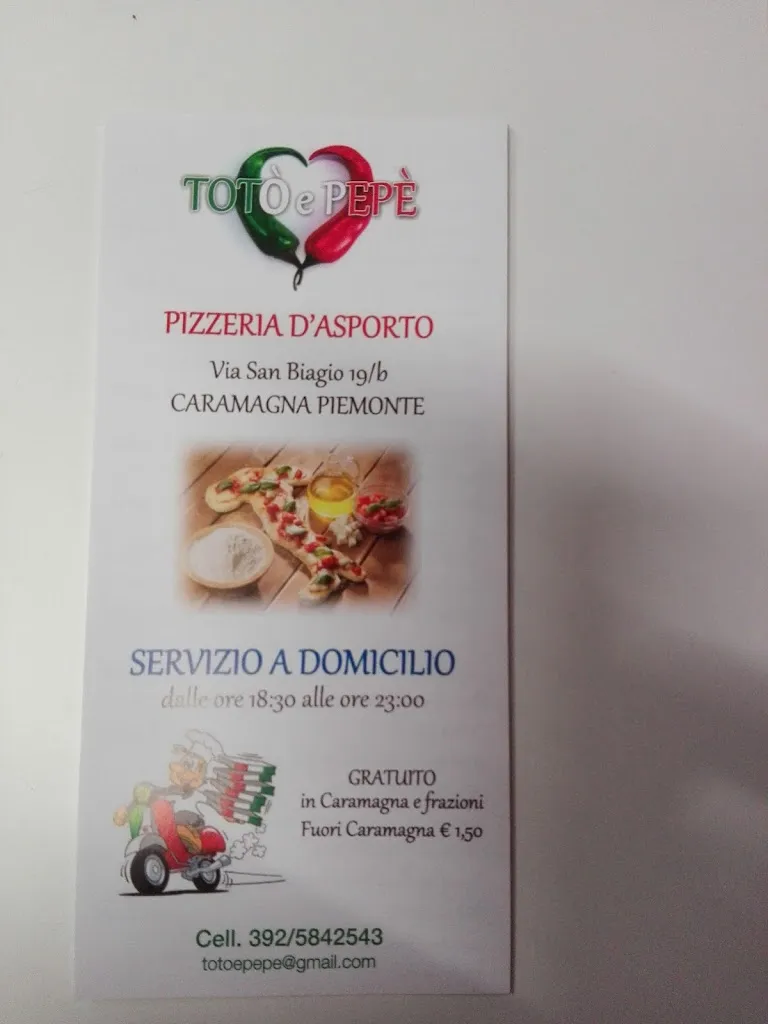 TOTÒ e PEPÈ
PIZZERIA D'ASPORTO
Via San Biagio 19/b
CARAMAGNA PIEMONTE
SERVIZIO A DOMICILIO
dalle ore 18:30 alle ore 23:00
GRATUITO
in Caramagna e frazioni
Fuori Caramagna € 1,50
Cell. 392/5842543
totoepepe@gmail.com